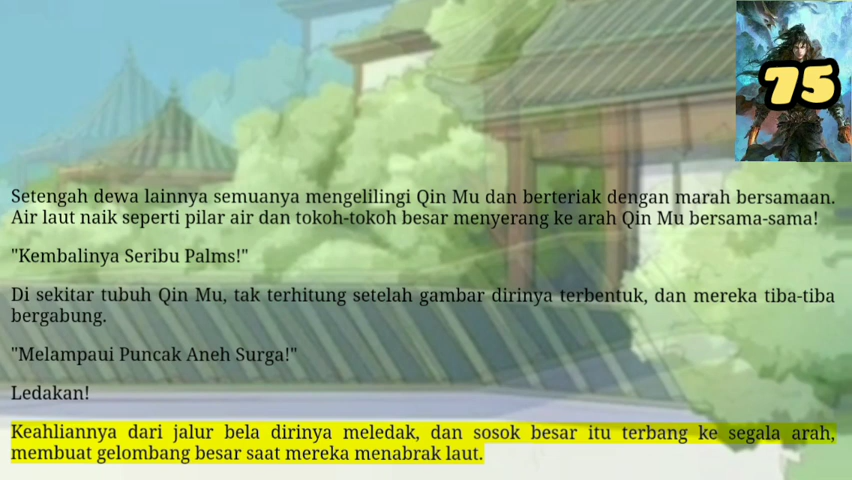 75
Setengah dewa lainnya semuanya mengelilingi Qin Mu dan berteriak dengan marah bersamaan.
Air laut naik seperti pilar air dan tokoh-tokoh besar menyerang ke arah Qin Mu bersama-sama!
"Kembalinya Seribu Palms!"
Di sekitar tubuh Qin Mu, tak terhitung setelah gambar dirinya terbentuk, dan mereka tiba-tiba
bergabung.
"Melampaui Puncak Aneh Surga!"
Ledakan!
Keahliannya dari jalur bela dirinya meledak, dan sosok besar itu terbang ke segala arah,
membuat gelombang besar saat mereka menabrak laut.